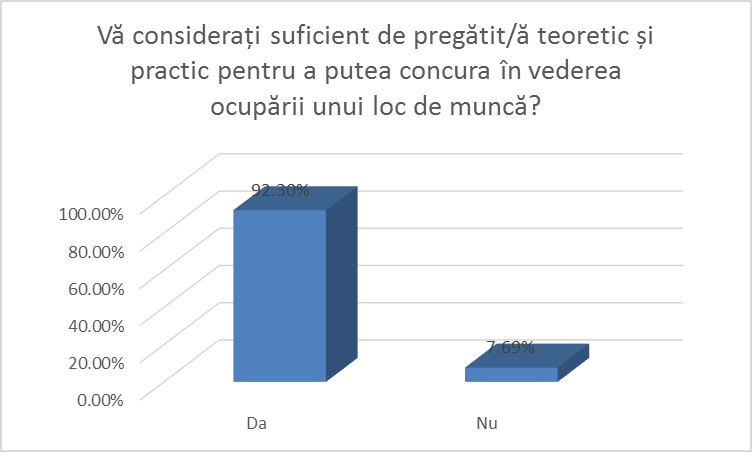 Vă considerați suficient de pregătit/ă teoretic și
practic pentru a putea concura în vederea
ocupării unui loc de muncă?
92.30%
100.00%
80.00%
60.00%
40.00%
7.69%
20.00%
0.00%
Da
Nu